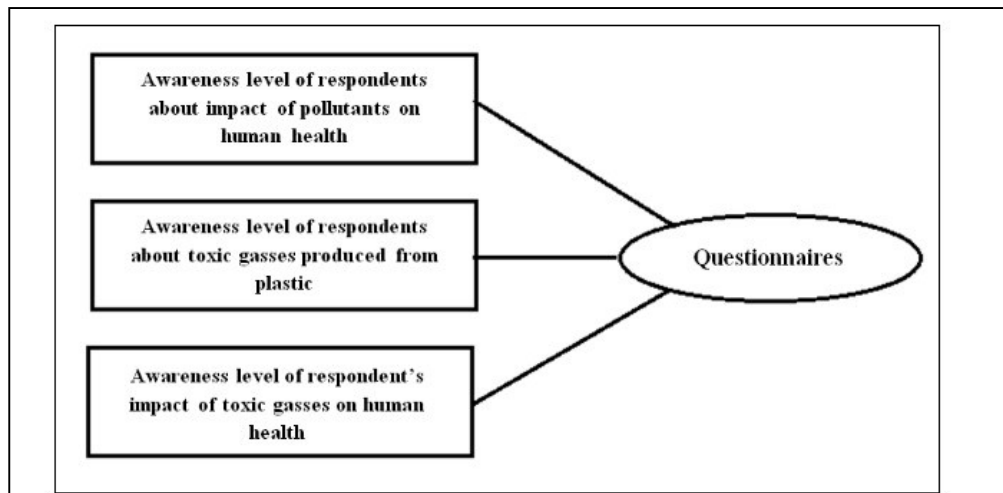 Awareness level of respondents
about impact of pollutants on
human health
Awareness level of respondents
about toxic gasses produced from
plastic
Questionnaires
Awareness level of respondent's
impact of toxic gasses on human
health